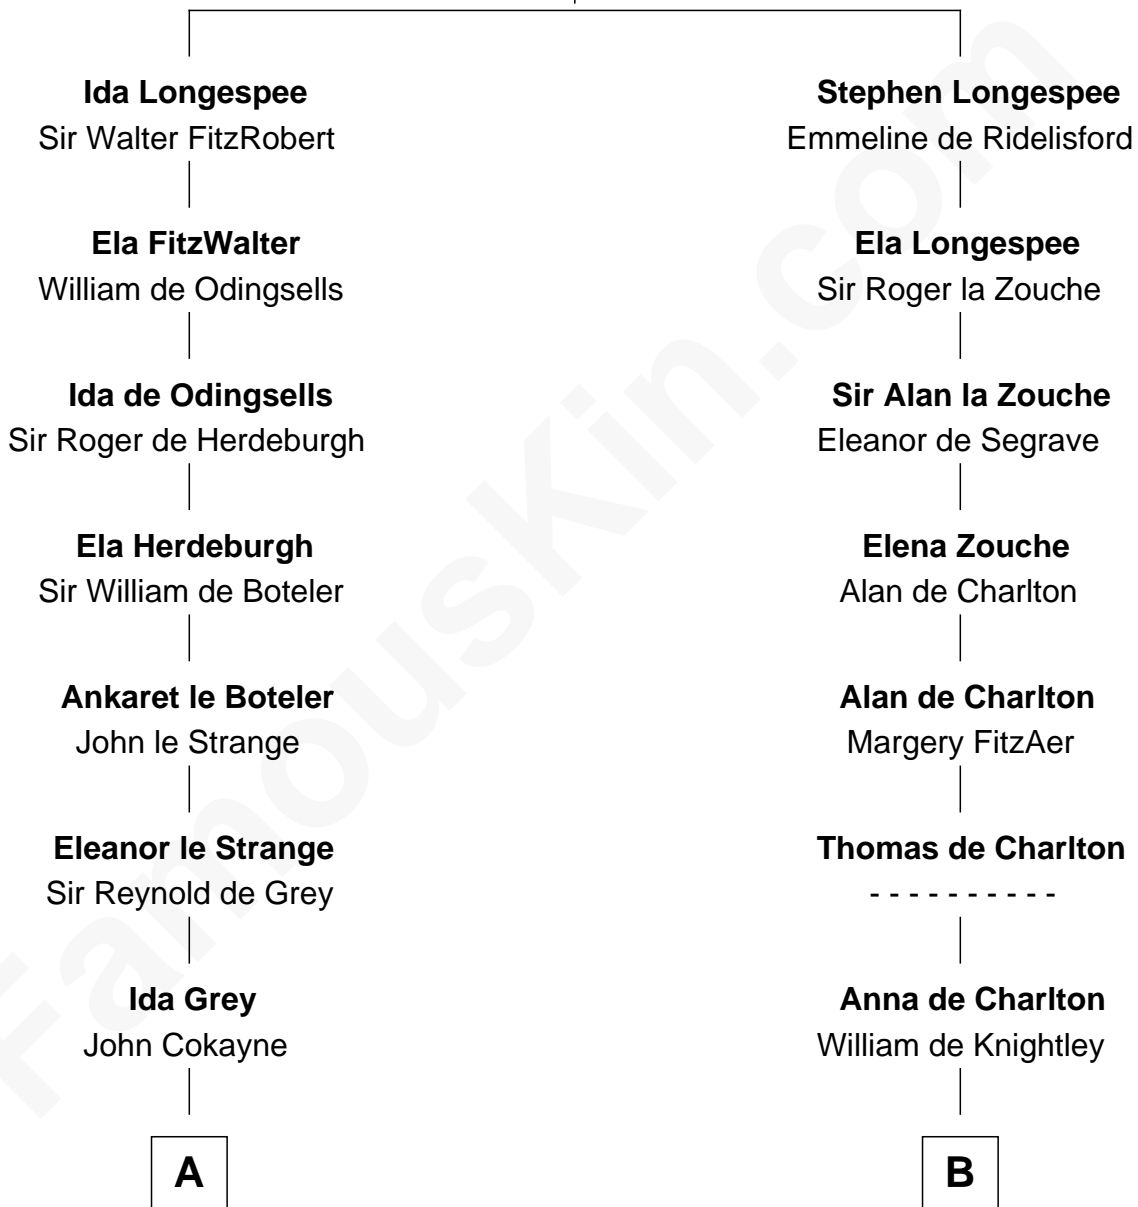 Ida Longespee
Sir Walter FitzRobert
Ela FitzWalter
William de Odingsells
Ida de Odingsells
Sir Roger de Herdeburgh
Ela Herdeburgh
Sir William de Boteler
Ankaret le Boteler
John le Strange
Eleanor le Strange
Sir Reynold de Grey
Ida Grey
John Cokayne
A
Stephen Longespee
Emmeline de Ridelisford
Ela Longespee
Sir Roger la Zouche
Sir Alan la Zouche
Eleanor de Segrave
Elena Zouche
Alan de Charlton
Alan de Charlton
Margery FitzAer
Thomas de Charlton
- - - - - - - - - -
Anna de Charlton
William de Knightley
B
FamousKin.com